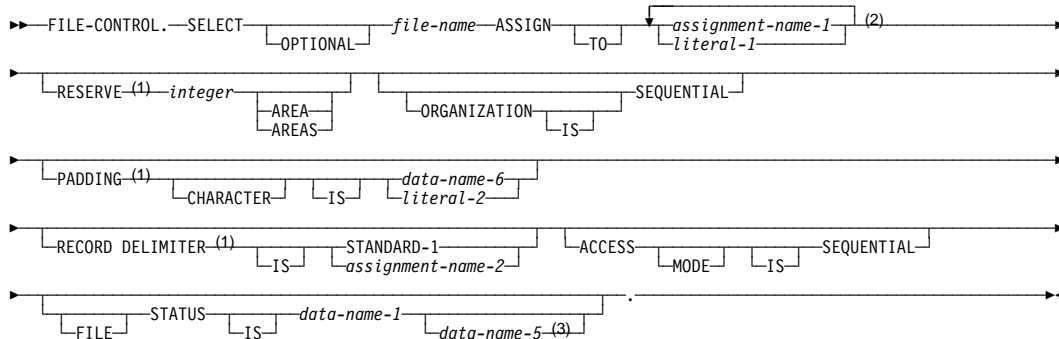 FILE-CONTROL. SELECT file-name ASSIGN assignment-name-1 (2)
OPTIONAL TO literal-1
RESERVE (1) integer SEQUENTIAL
AREA ORGANIZATION
AREAS IS
PADDING (1) data-name-6
CHARACTER IS literal-2
RECORD DELIMITER (1) STANDARD-1 ACCESS SEQUENTIAL
IS assignment-name-2 MODE IS
STATUS data-name-1 .
FILE IS data-name-5 (3)